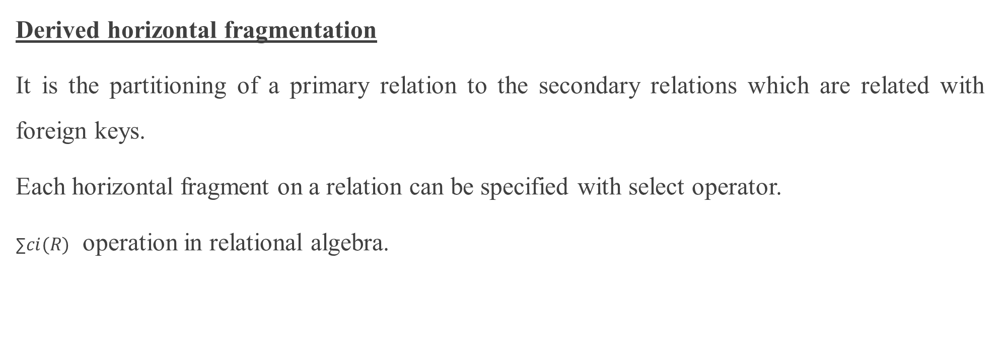 Derived horizontal fragmentation
It is the partitioning of a primary relation to the secondary relations which are related with
foreign keys.
Each horizontal fragment on a relation can be specified with select operator.
∑ci(R) operation in relational algebra.